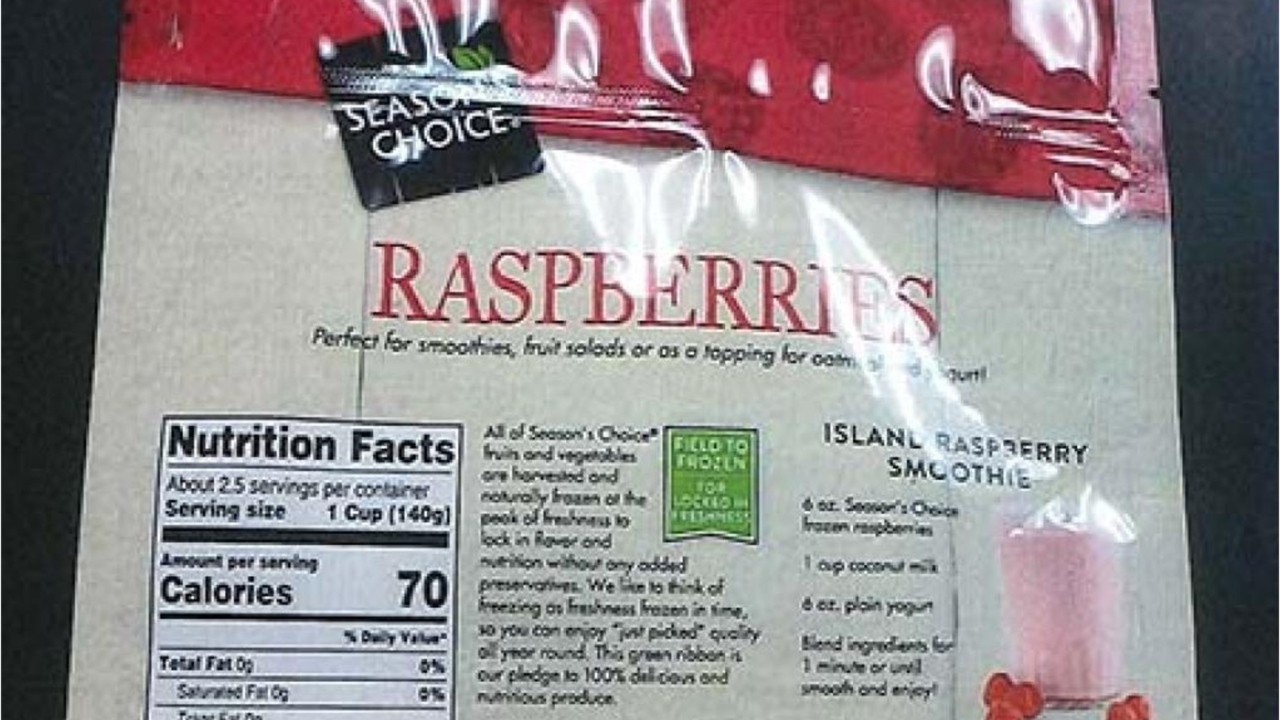 SEASON
CHOICE
RASPBERRIES
Perfect for smoothies, fruit salads or as a topping for
Nutrition Facts
About 2.5 servings per container
Serving size 1 Cup (140g)
Amount per serving
Calories 70
% Daily Value*
Total Fat 0g 0%
Saturated Fat 0g 0%
Trans Fat 0g
All of Season's Choice®
fruits and vegetables
are harvested and
naturally frozen at the
peak of freshness to
lock in flavor and
nutrition without any added
preservatives. We like to think of
freezing as freshness frozen in time,
so you can enjoy "just picked" quality
all year round. This green ribbon is
our pledge to 100% delicious and
nutritious produce.
FIELD TO
FROZEN
FOR
LOCKED IN
FRESHNESS
ISLAND RASPBERRY
SMOOTHIE
6 oz. Season's Choice
frozen raspberries
1 cup coconut milk
6 oz. plain yogurt
Blend ingredients for
1 minute or until
smooth and enjoy!